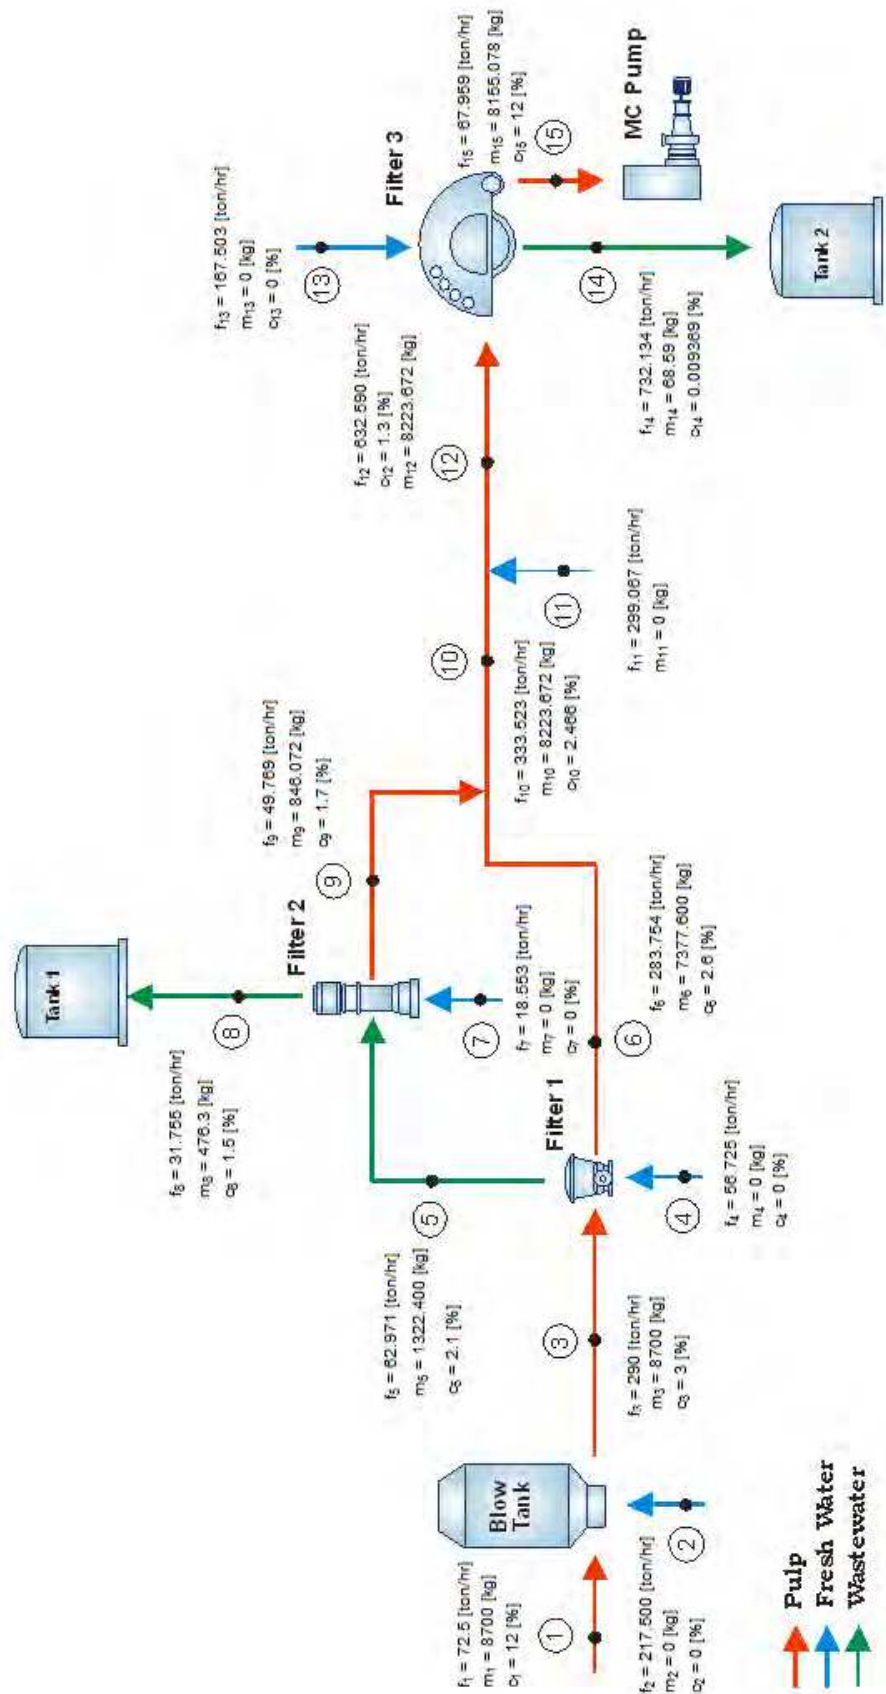 f1 = 72.5 [ton/hr]
m1 = 8700 [kg]
c1 = 12 [%]
1
f2 = 217.500 [ton/hr]
m2 = 0 [kg]
c2 = 0 [%]
2
Blow
Tank
3
f3 = 290 [ton/hr]
m3 = 8700 [kg]
c3 = 3 [%]
f4 = 56.725 [ton/hr]
m4 = 0 [kg]
c4 = 0 [%]
4
Filter 1
f5 = 62.971 [ton/hr]
m5 = 1322.400 [kg]
c5 = 2.1 [%]
5
6
f6 = 283.754 [ton/hr]
m6 = 7377.600 [kg]
c6 = 2.6 [%]
7
f7 = 18.553 [ton/hr]
m7 = 0 [kg]
c7 = 0 [%]
Filter 2
f8 = 31.755 [ton/hr]
m8 = 476.3 [kg]
c8 = 1.5 [%]
8
Tank 1
9
f9 = 49.769 [ton/hr]
m9 = 846.072 [kg]
c9 = 1.7 [%]
10
f10 = 333.523 [ton/hr]
m10 = 8223.672 [kg]
c10 = 2.466 [%]
11
f11 = 299.067 [ton/hr]
m11 = 0 [kg]
f12 = 632.590 [ton/hr]
c12 = 1.3 [%]
m12 = 8223.672 [kg]
12
f13 = 167.503 [ton/hr]
m13 = 0 [kg]
c13 = 0 [%]
13
Filter 3
14
f14 = 732.134 [ton/hr]
m14 = 68.59 [kg]
c14 = 0.009369 [%]
Tank 2
f15 = 67.959 [ton/hr]
m15 = 8155.078 [kg]
c15 = 12 [%]
15
MC Pump
Pulp
Fresh Water
Wastewater